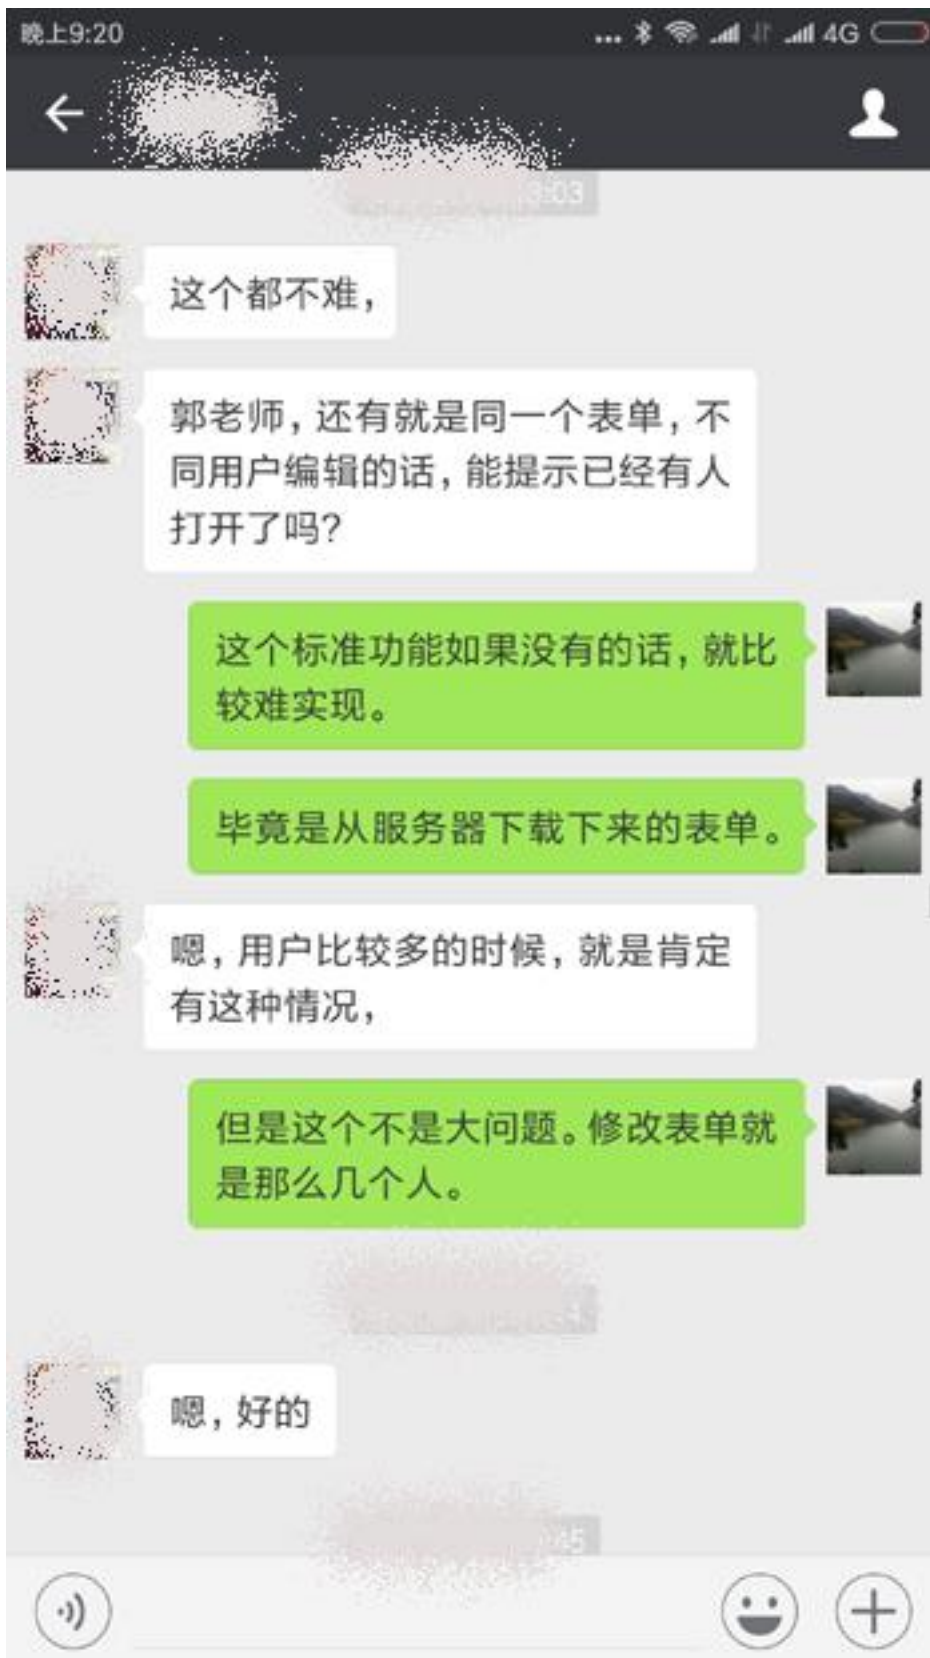 晚上9:20
4G
3:03
这个都不难，
郭老师，还有就是同一个表单，不
同用户编辑的话，能提示已经有人
打开了吗？
这个标准功能如果没有的话，就比
较难实现。
毕竟是从服务器下载下来的表单。
嗯，用户比较多的时候，就是肯定
有这种情况，
但是这个不是大问题。修改表单就
是那么几个人。
嗯，好的
45